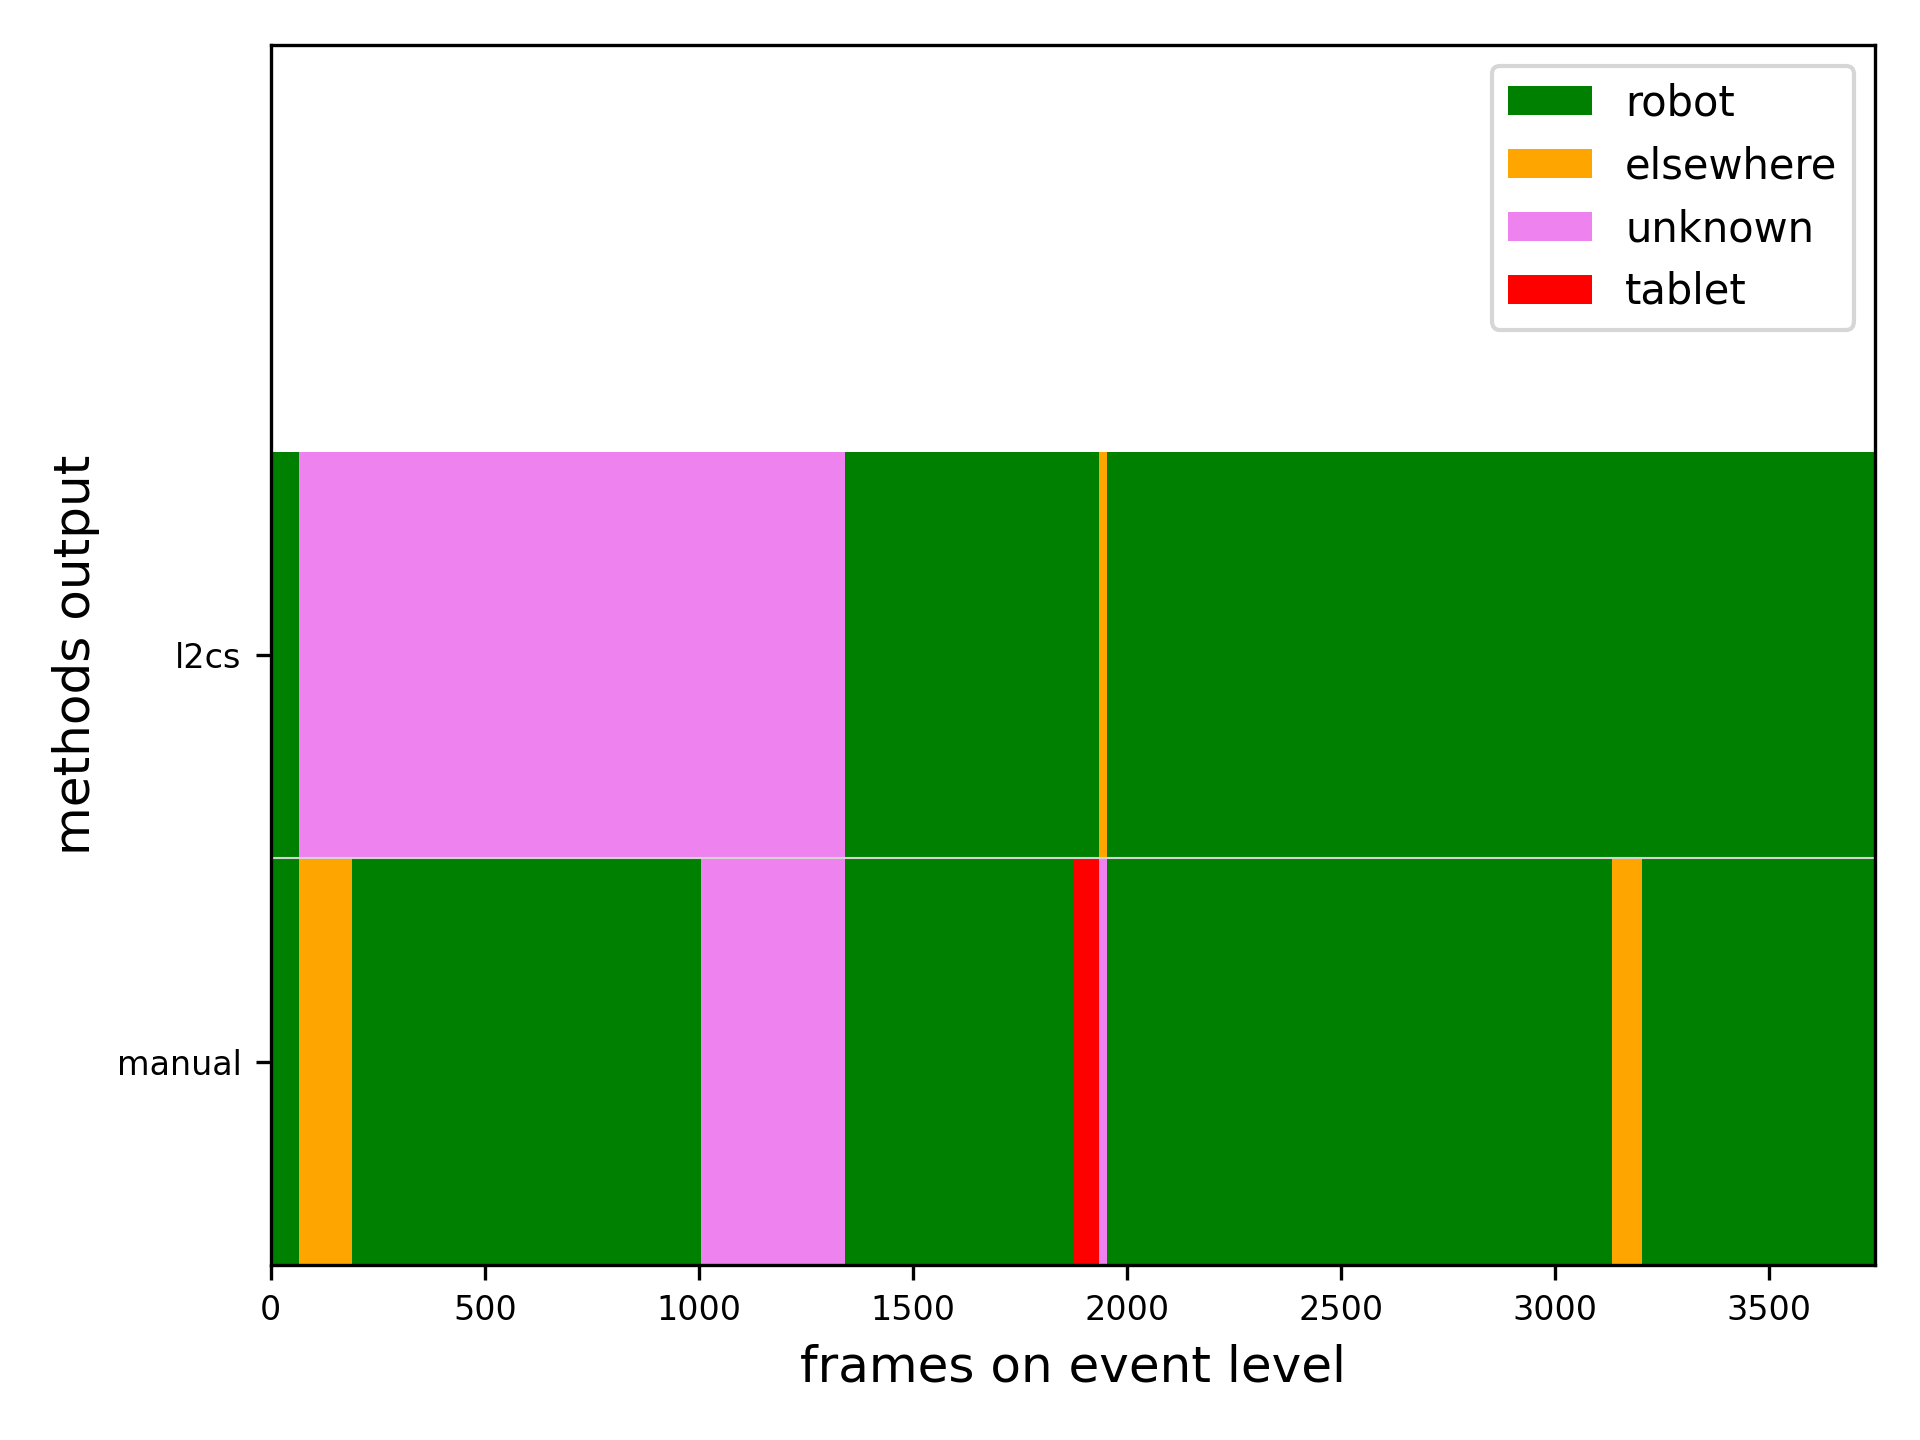 robot
elsewhere
unknown
tablet
methods output
l2cs
manual
0 500 1000 1500 2000 2500 3000 3500
frames on event level